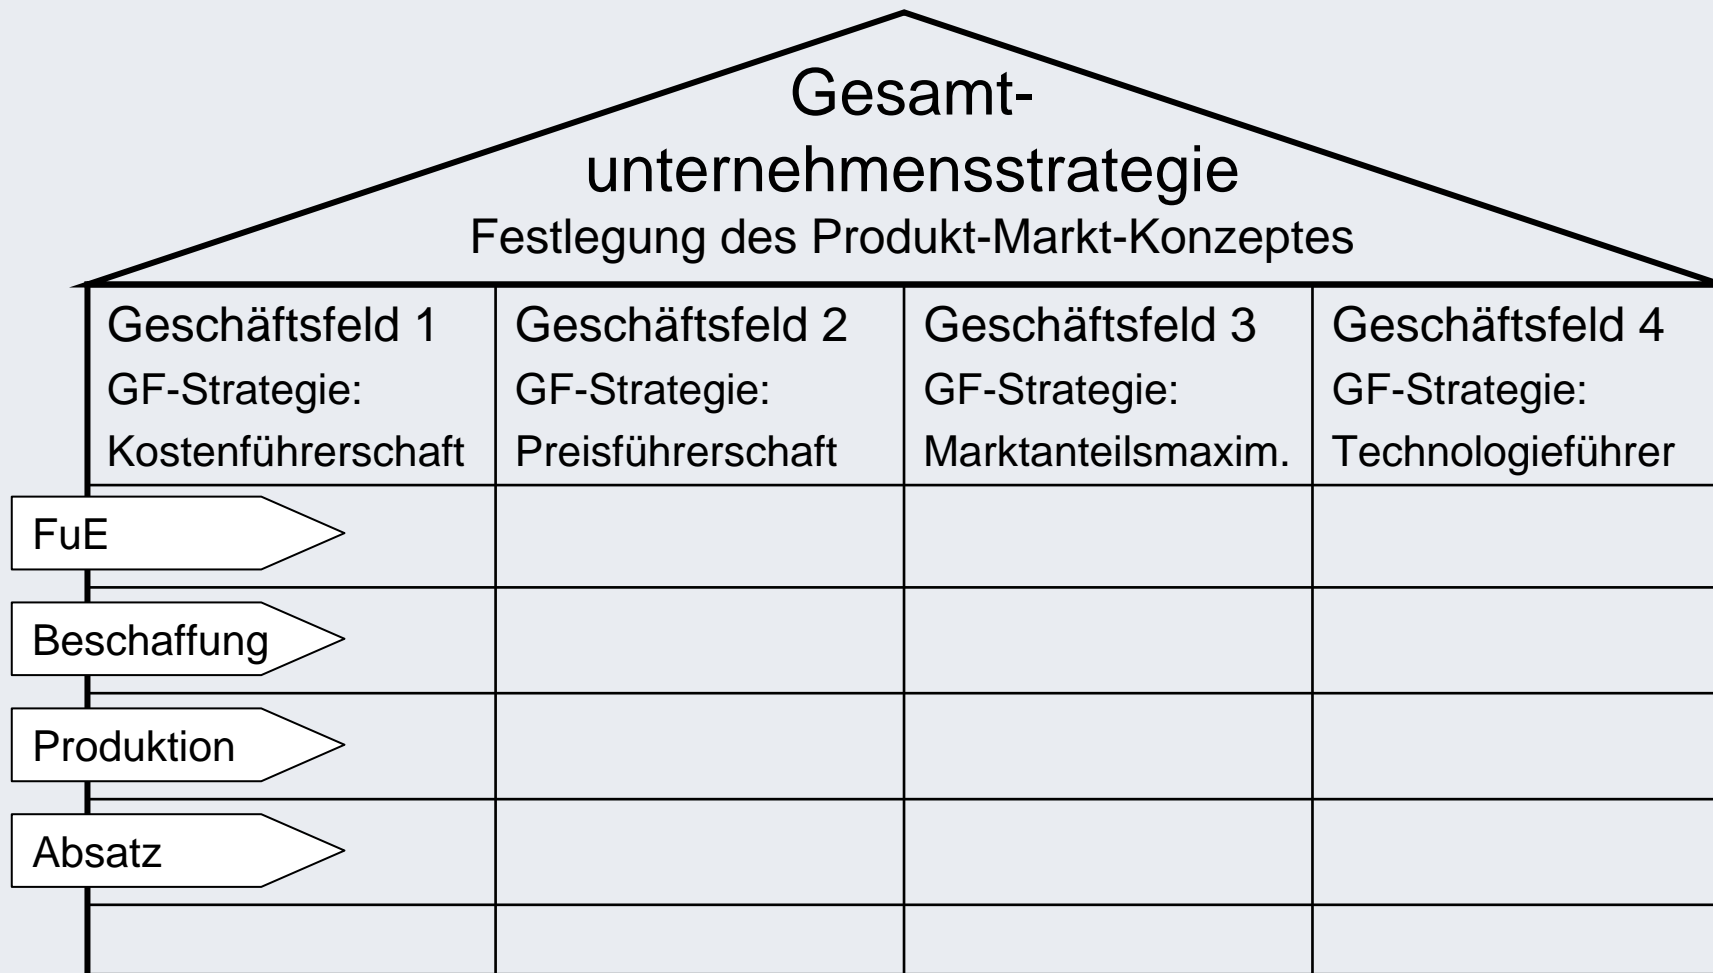 Gesamt-
unternehmensstrategie
Festlegung des Produkt-Markt-Konzeptes
Geschäftsfeld 1
GF-Strategie:
Kostenführerschaft
Geschäftsfeld 2
GF-Strategie:
Preisführerschaft
Geschäftsfeld 3
GF-Strategie:
Marktanteilsmaxim.
Geschäftsfeld 4
GF-Strategie:
Technologieführer
FuE
Beschaffung
Produktion
Absatz